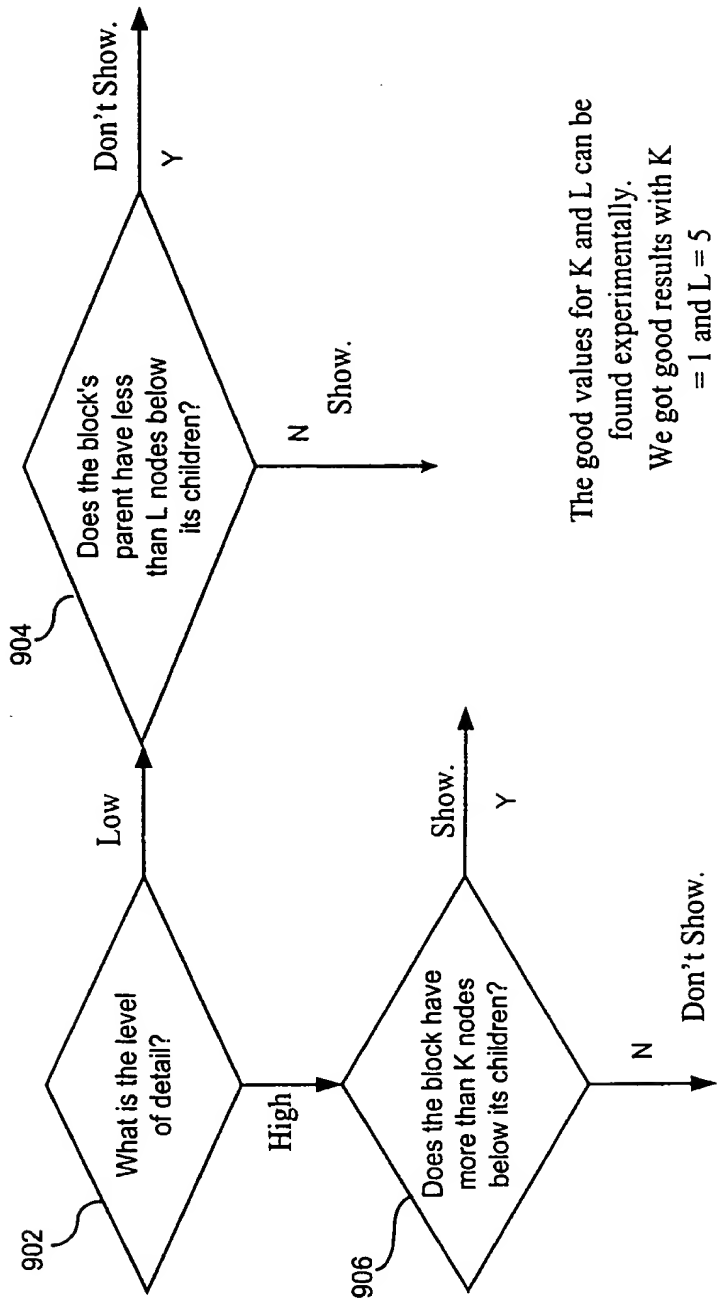 902
What is the level
of detail?
Low
High
904
Does the block's
parent have less
than L nodes below
its children?
Don't Show.
Y
N
Show.
906
Does the block have
more than K nodes
below its children?
Show.
Y
N
Don't Show.
The good values for K and L can be
found experimentally.
We got good results with K
= 1 and L = 5